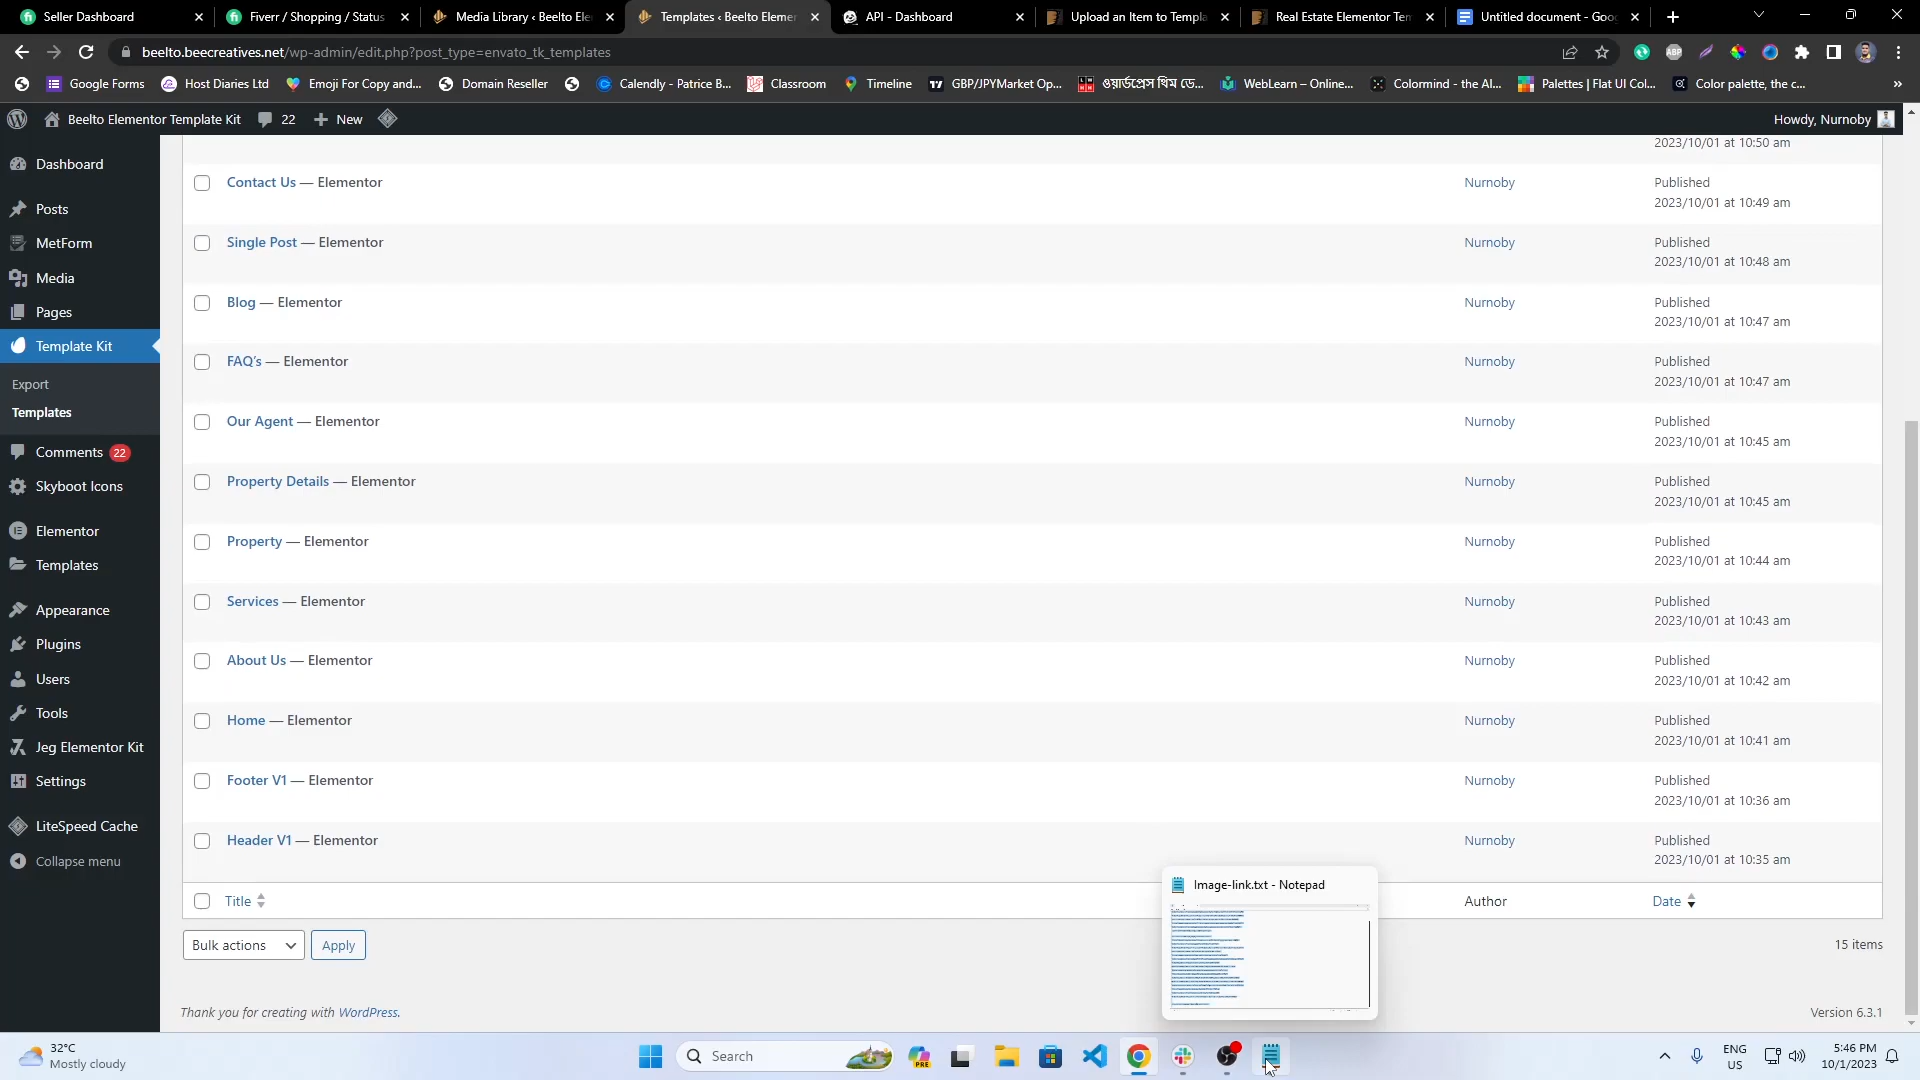 Seller Dashboard
Fiverr / Shopping / Status
Media Library ‹ Beelto Ele
Templates ‹ Beelto Elemen
API - Dashboard
Upload an Item to Templa
Real Estate Elementor Ten
Untitled document - Goo
beelto.beecreatives.net/wp-admin/edit.php?post_type=envato_tk_templates
ABP
Google Forms
Host Diaries Ltd
Emoji For Copy and...
Domain Reseller
Calendly - Patrice B...
Classroom
Timeline
GBP/JPYMarket Op...
ওয়ার্ডপ্রেস থিম ডে...
WebLearn – Online...
Colormind - the AI...
Palettes | Flat UI Col...
Color palette, the c...
Beelto Elementor Template Kit
22
New
Howdy, Nurnoby
Dashboard
Posts
MetForm
Media
Pages
Template Kit
Export
Templates
Comments 22
Skyboot Icons
Elementor
Templates
Appearance
Plugins
Users
Tools
Jeg Elementor Kit
Settings
LiteSpeed Cache
Collapse menu
2023/10/01 at 10:50 am
Contact Us — Elementor
Nurnoby
Published
2023/10/01 at 10:49 am
Single Post — Elementor
Nurnoby
Published
2023/10/01 at 10:48 am
Blog — Elementor
Nurnoby
Published
2023/10/01 at 10:47 am
FAQ's — Elementor
Nurnoby
Published
2023/10/01 at 10:47 am
Our Agent — Elementor
Nurnoby
Published
2023/10/01 at 10:45 am
Property Details — Elementor
Nurnoby
Published
2023/10/01 at 10:45 am
Property — Elementor
Nurnoby
Published
2023/10/01 at 10:44 am
Services — Elementor
Nurnoby
Published
2023/10/01 at 10:43 am
About Us — Elementor
Nurnoby
Published
2023/10/01 at 10:42 am
Home — Elementor
Nurnoby
Published
2023/10/01 at 10:41 am
Footer V1 — Elementor
Nurnoby
Published
2023/10/01 at 10:36 am
Header V1 — Elementor
Nurnoby
Published
2023/10/01 at 10:35 am
Title
Author
Date
Bulk actions
Apply
15 items
Image-link.txt - Notepad
Thank you for creating with WordPress.
Version 6.3.1
32°C
Mostly cloudy
Search
PRE
ENG
US
5:46 PM
10/1/2023